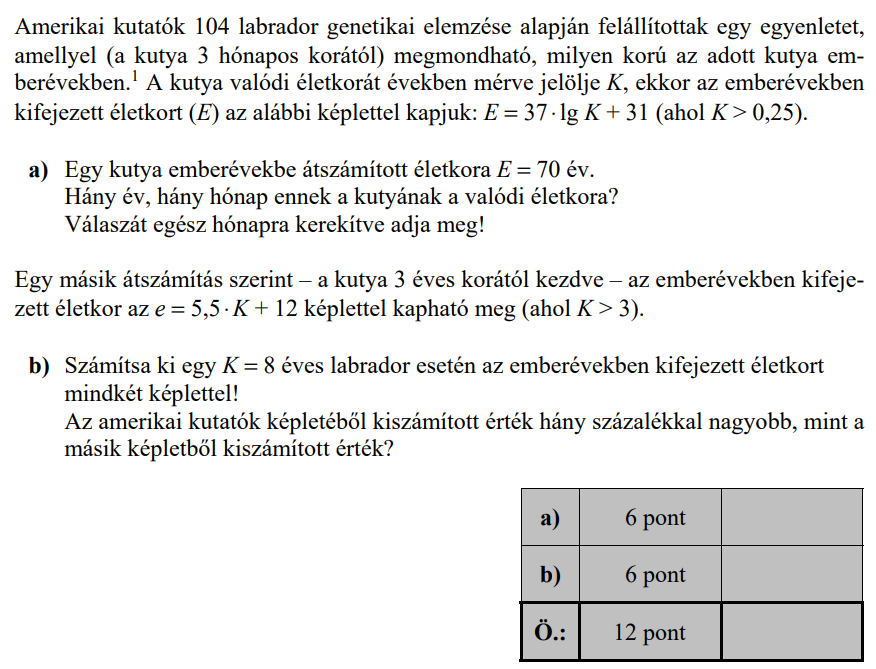 Amerikai kutatók 104 labrador genetikai elemzése alapján felállítottak egy egyenletet,
amellyel (a kutya 3 hónapos korától) megmondható, milyen korú az adott kutya em-
berévekben.¹ A kutya valódi életkorát években mérve jelölje K, ekkor az emberévekben
kifejezett életkort (E) az alábbi képlettel kapjuk: E = 37 · lg K + 31 (ahol K > 0,25).
a) Egy kutya emberévekbe átszámított életkora E = 70 év.
Hány év, hány hónap ennek a kutyának a valódi életkora?
Válaszát egész hónapra kerekítve adja meg!
Egy másik átszámítás szerint – a kutya 3 éves korától kezdve – az emberévekben kifeje-
zett életkor az e = 5,5 · K + 12 képlettel kapható meg (ahol K > 3).
b) Számítsa ki egy K = 8 éves labrador esetén az emberévekben kifejezett életkort
mindkét képlettel!
Az amerikai kutatók képletéből kiszámított érték hány százalékkal nagyobb, mint a
másik képletből kiszámított érték?
a) 6 pont
b) 6 pont
Ö.: 12 pont